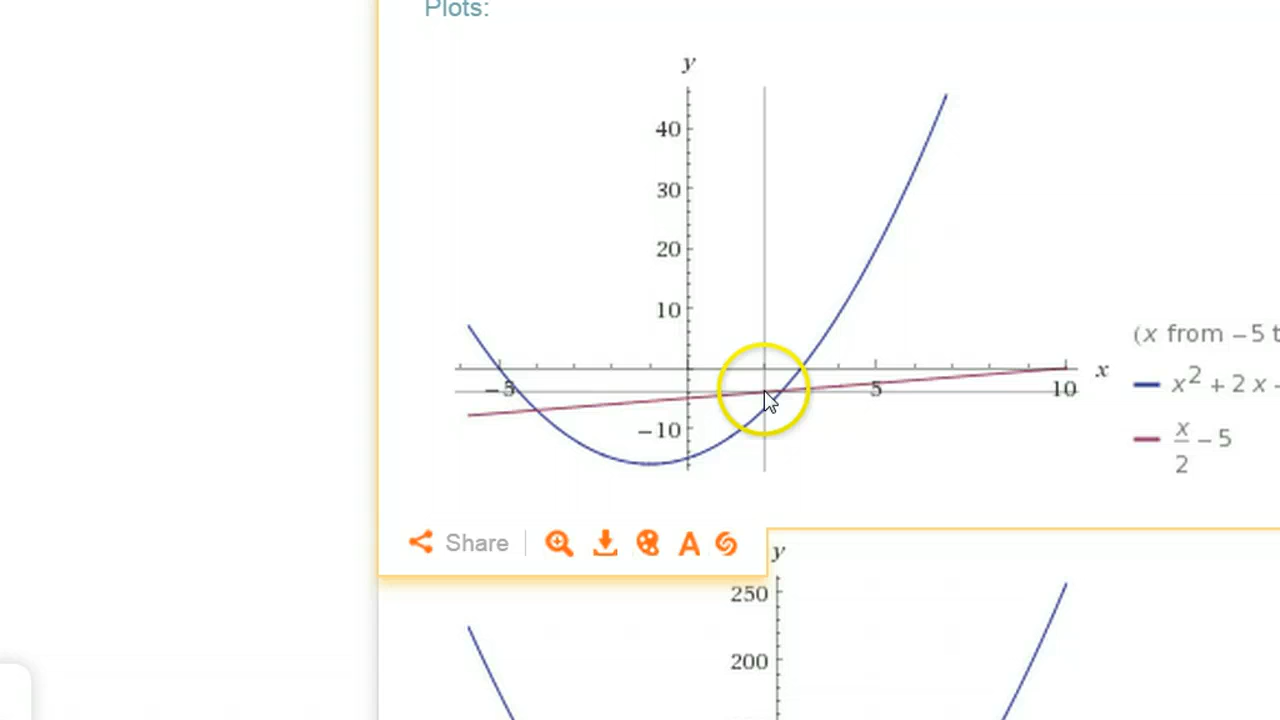 Plots:
y
40
30
20
10
(x from −5 t
−5
5
10
x
x² + 2 x −
−10
x/2 − 5
Share
A
y
250
200